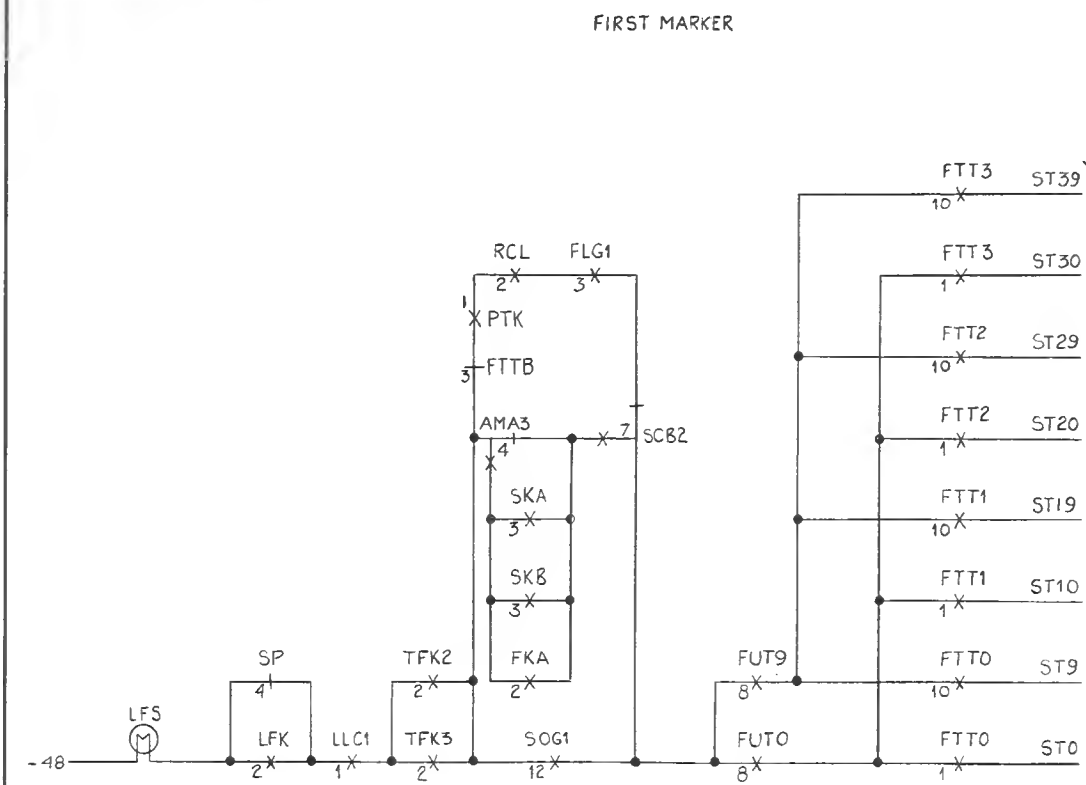 FIRST MARKER
FTT3 ST39
10
RCL FLG1 FTT3 ST30
2 3 1
1
PTK
FTT2 ST29
3 FTTB 10
AMA3 FTT2 ST20
4 7 SCB2 1
SKA FTT1 ST19
3 10
SKB FTT1 ST10
3 1
SP TFK2 FKA FUT9 FTT0 ST9
4 2 2 8 10
LFS
M
-48 LFK LLC1 TFK3 SOG1 FUT0 FTT0 ST0
2 1 2 12 8 1